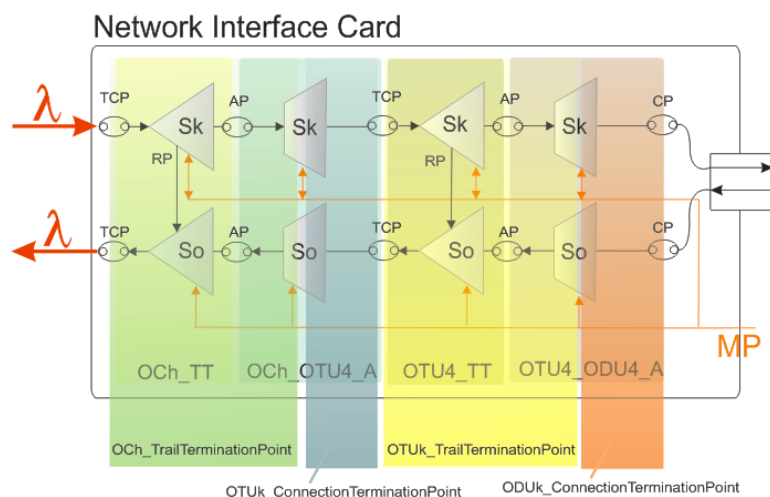 Network Interface Card
λ TCP AP TCP AP CP
Sk Sk Sk Sk
RP RP
λ TCP AP TCP AP CP
So So So So
MP
OCh_TT OCh_OTU4_A OTU4_TT OTU4_ODU4_A
OCh_TrailTerminationPoint OTUk_TrailTerminationPoint
OTUk_ConnectionTerminationPoint ODUk_ConnectionTerminationPoint